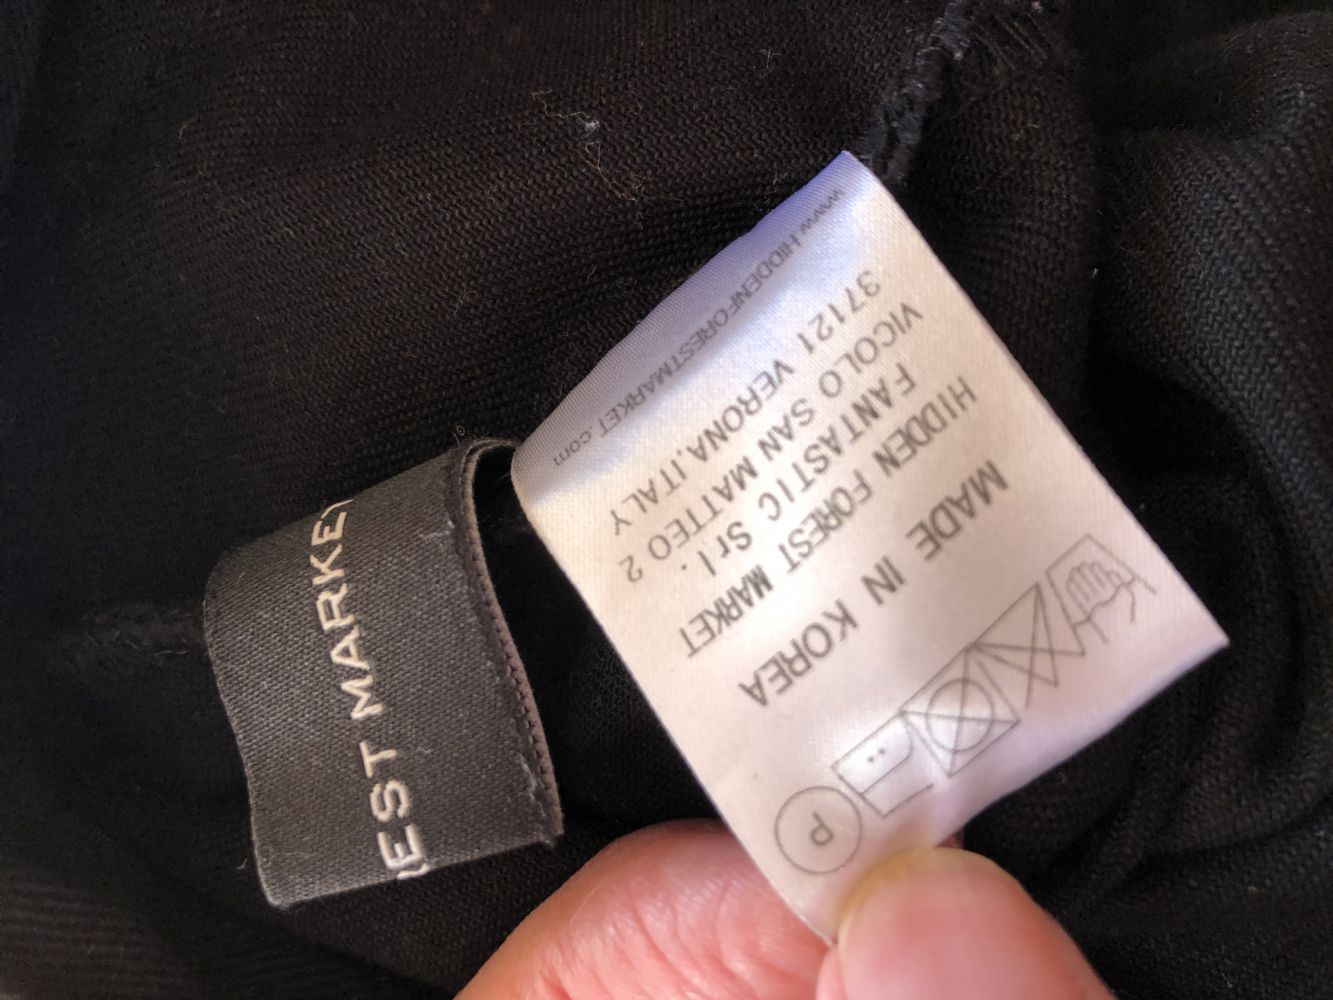 MADE IN KOREA
HIDDEN FOREST MARKET
FANTASTIC Srl.
VICOLO SAN MATTEO 2
37121 VERONA.ITALY
www.HIDDENFORESTMARKET.com
P
EST MARKET